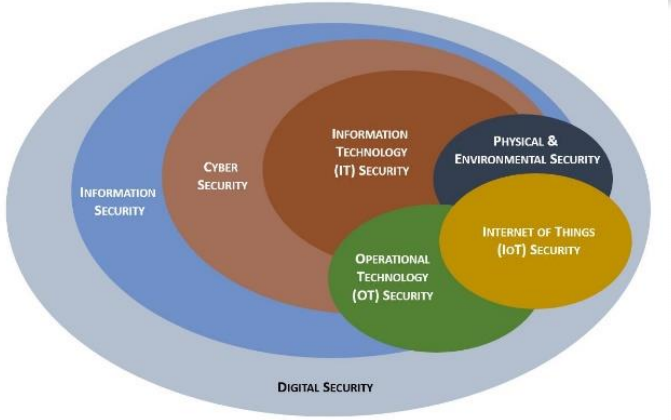 INFORMATION
TECHNOLOGY
(IT) SECURITY
PHYSICAL &
ENVIRONMENTAL SECURITY
CYBER
SECURITY
INFORMATION
SECURITY
INTERNET OF THINGS
(IOT) SECURITY
OPERATIONAL
TECHNOLOGY
(OT) SECURITY
DIGITAL SECURITY